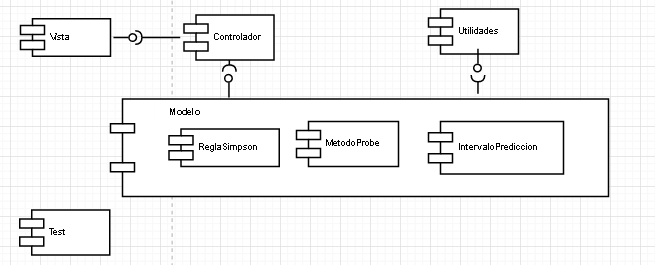 Vista
Controlador
Utilidades
Modelo
ReglaSimpson
MetodoProbe
IntervaloPrediccion
Test